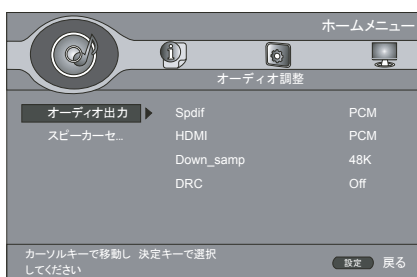 ホームメニュー
オーディオ調整
オーディオ出力 Spdif PCM
スピーカーセ... HDMI PCM
Down_samp 48K
DRC Off
カーソルキーで移動し 決定キーで選択
してください
設定 戻る